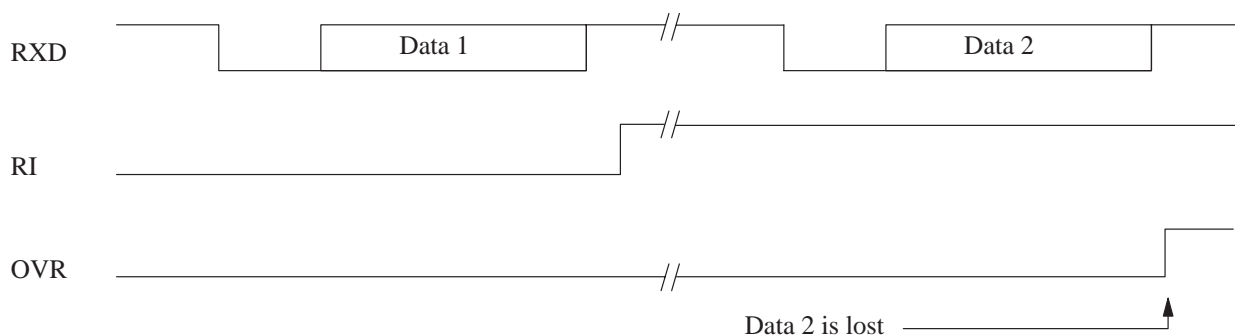 RXD
Data 1
Data 2
RI
OVR
Data 2 is lost